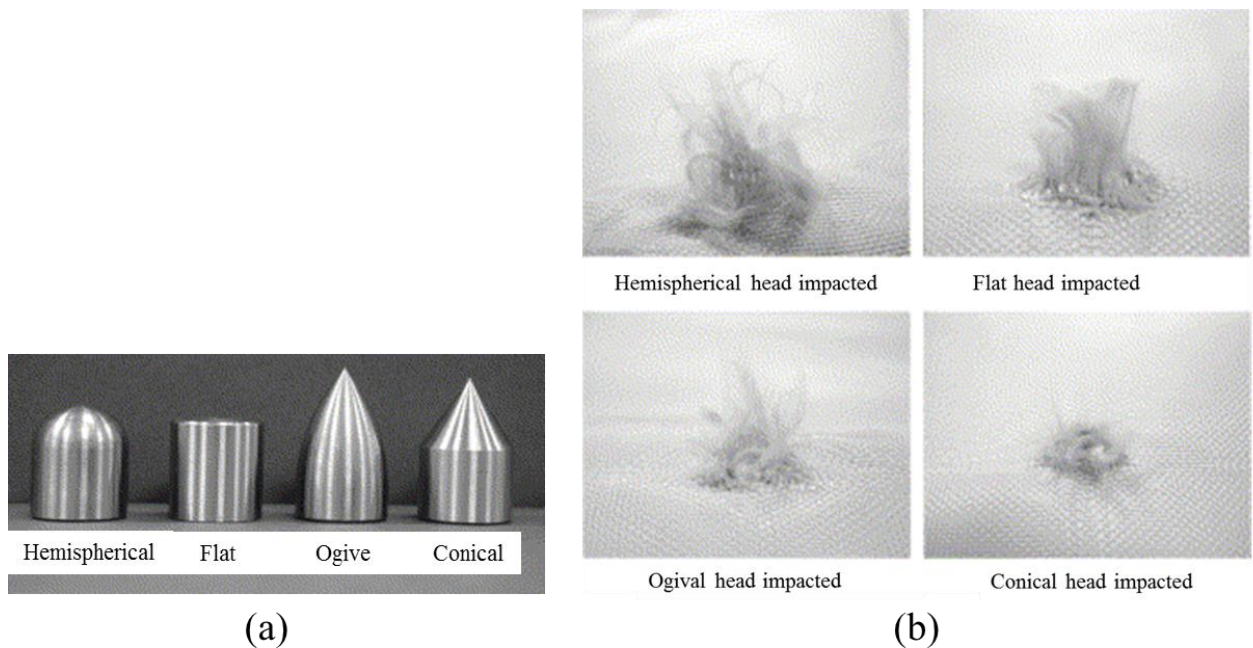 Hemispherical Flat Ogive Conical
(a)
Hemispherical head impacted
Flat head impacted
Ogival head impacted
Conical head impacted
(b)